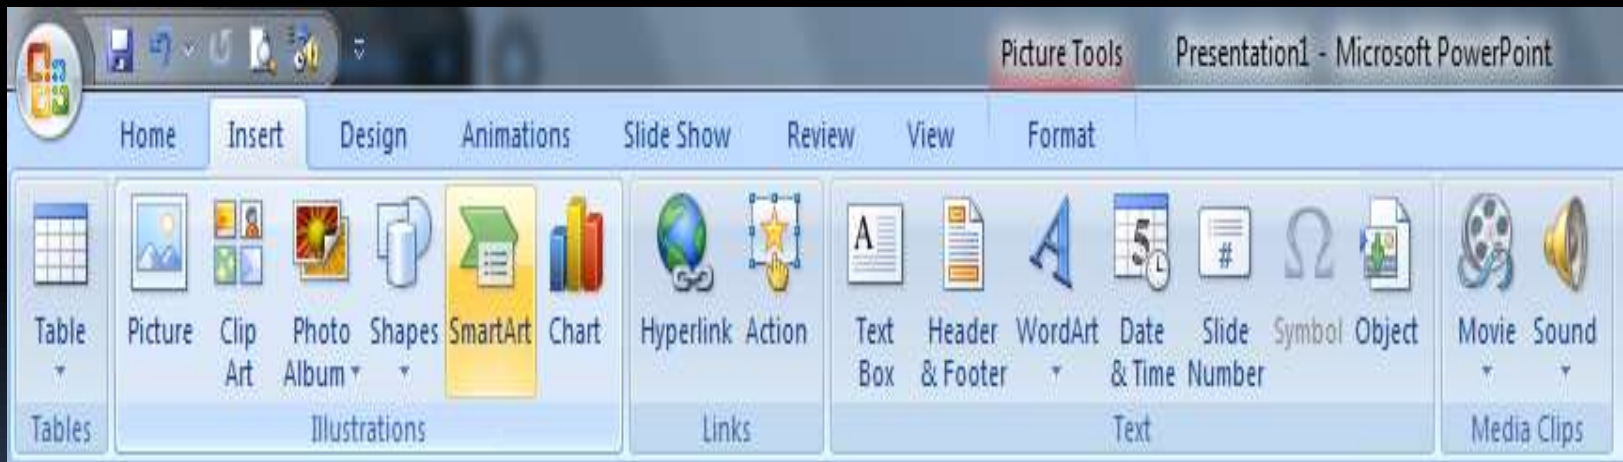 Picture Tools Presentation1 - Microsoft PowerPoint
Home Insert Design Animations Slide Show Review View Format
Table Picture Clip Art Photo Album Shapes SmartArt Chart Hyperlink Action Text Box Header & Footer WordArt Date & Time Slide Number Symbol Object Movie Sound
Tables Illustrations Links Text Media Clips